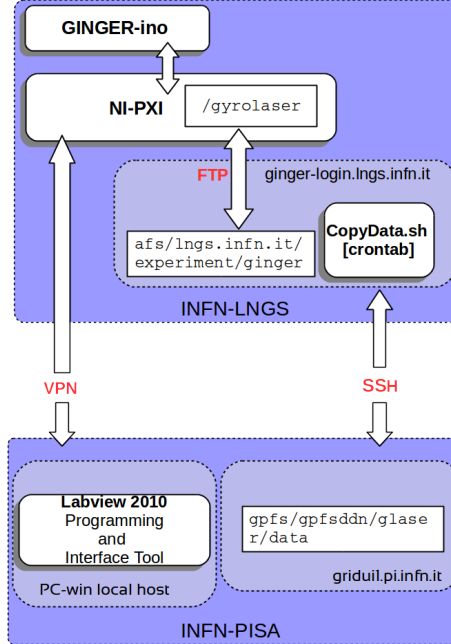 GINGER-ino
NI-PXI
/gyrolaser
FTP
ginger-login.lngs.infn.it
afs/lngs.infn.it/
experiment/ginger
CopyData.sh
[crontab]
INFN-LNGS
VPN
SSH
Labview 2010
Programming
and
Interface Tool
PC-win local host
gpfs/gpfsddn/glase
r/data
griduil.pi.infn.it
INFN-PISA